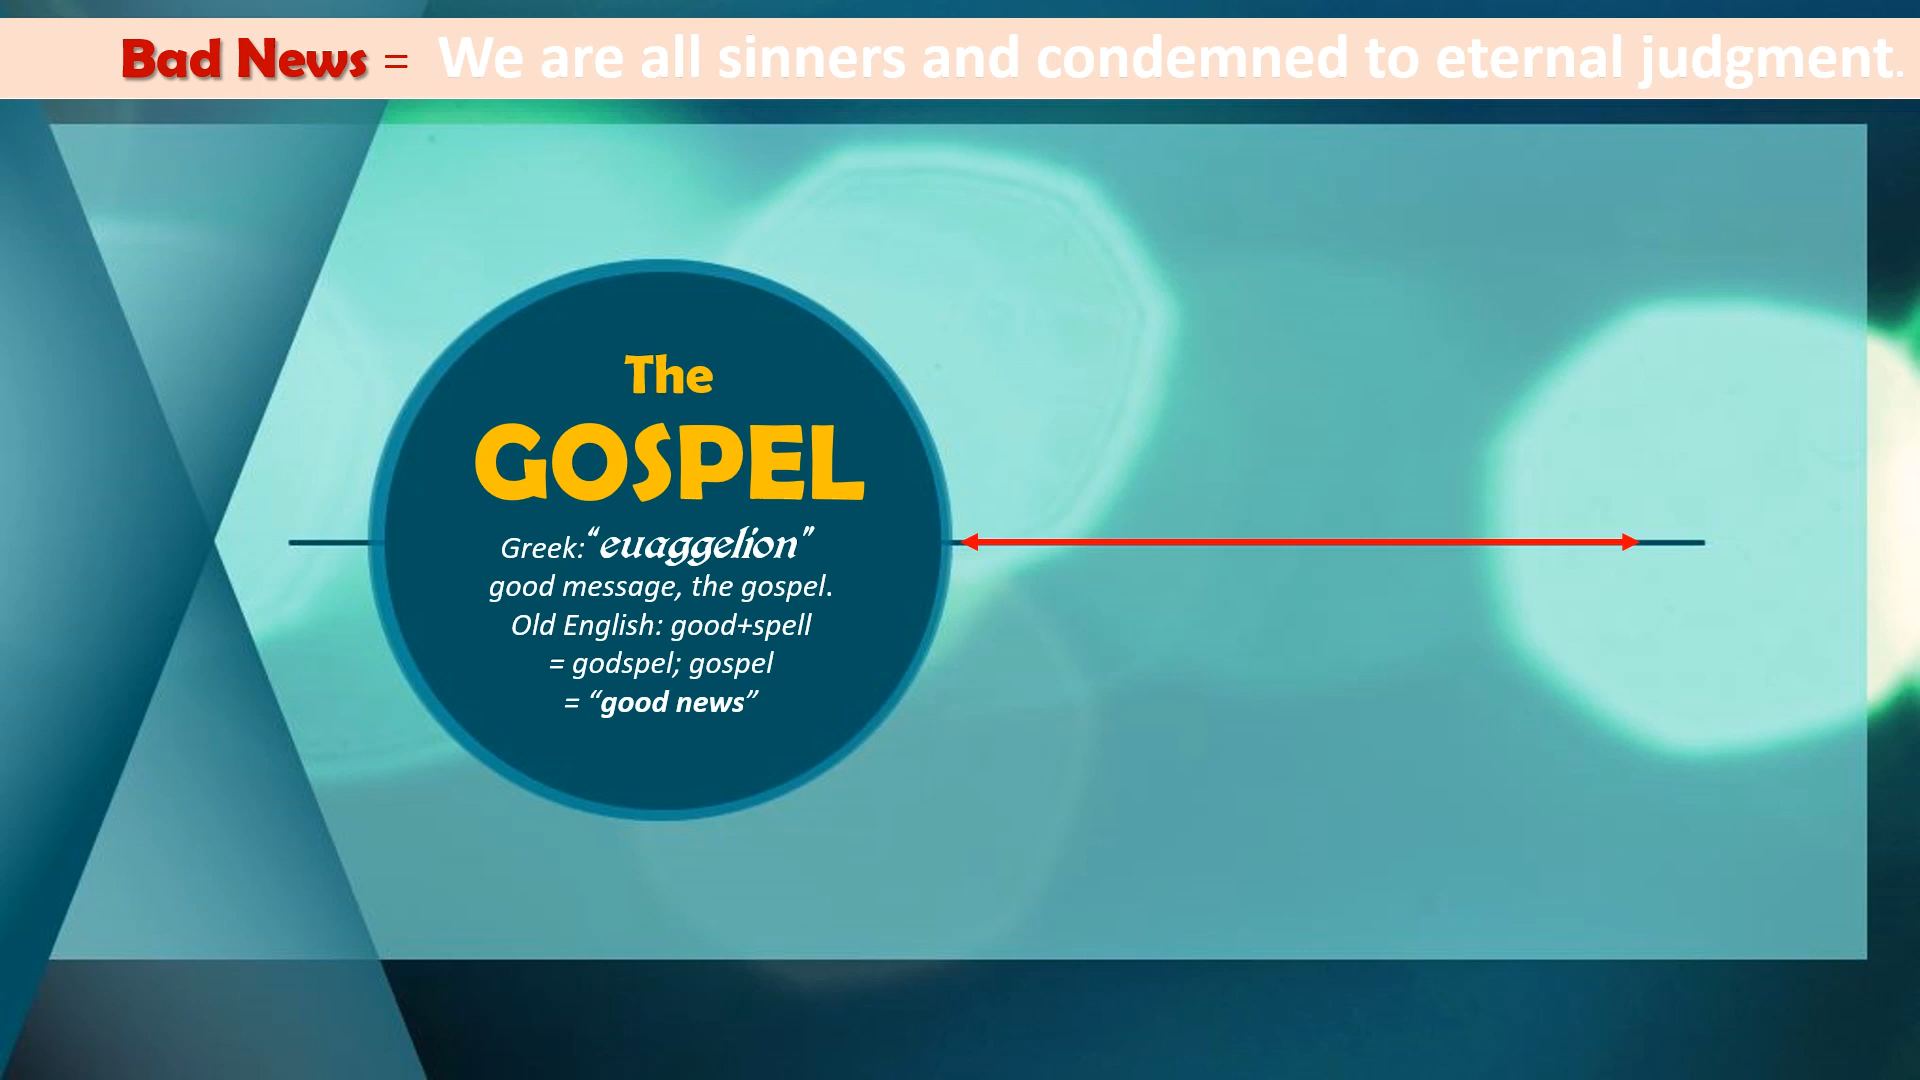 Bad News = We are all sinners and condemned to eternal judgment.
The
GOSPEL
Greek:“euaggelion”
good message, the gospel.
Old English: good+spell
= godspel; gospel
= “good news”